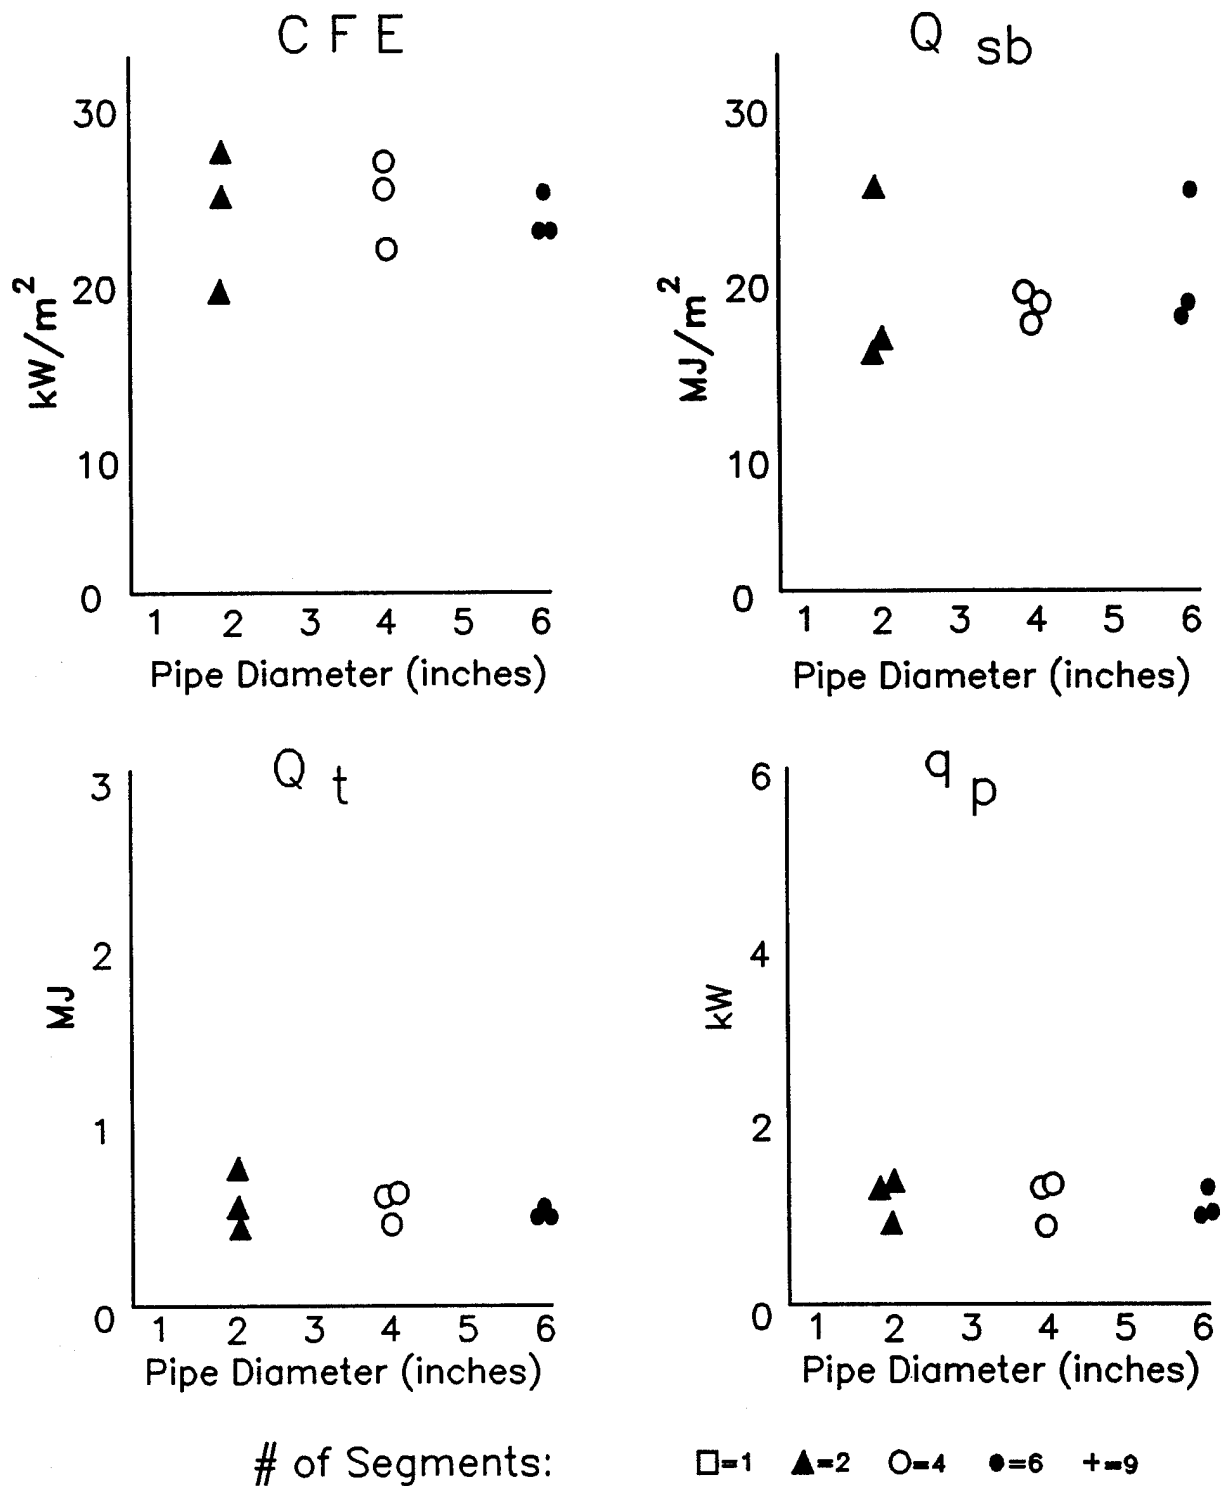 C F E
30
20
10
0
kW/m²
1 2 3 4 5 6
Pipe Diameter (inches)
Q sb
30
20
10
0
MJ/m²
1 2 3 4 5 6
Pipe Diameter (inches)
Q t
3
2
1
0
MJ
1 2 3 4 5 6
Pipe Diameter (inches)
q p
6
4
2
0
kW
1 2 3 4 5 6
Pipe Diameter (inches)
# of Segments: □=1 ▲=2 ○=4 ●=6 +=9